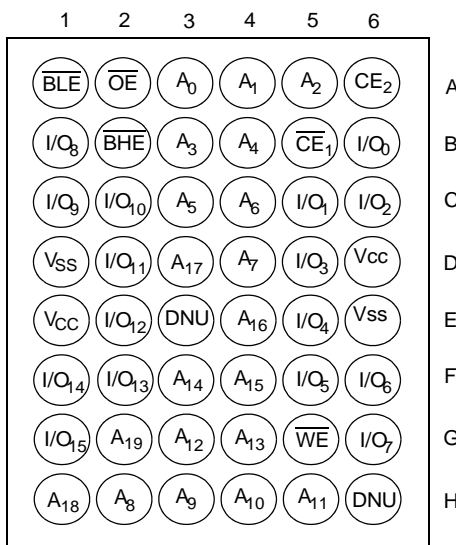 1 2 3 4 5 6
BLE OE A0 A1 A2 CE2 A
I/O8 BHE A3 A4 CE1 I/O0 B
I/O9 I/O10 A5 A6 I/O1 I/O2 C
VSS I/O11 A17 A7 I/O3 Vcc D
VCC I/O12 DNU A16 I/O4 Vss E
I/O14 I/O13 A14 A15 I/O5 I/O6 F
I/O15 A19 A12 A13 WE I/O7 G
A18 A8 A9 A10 A11 DNU H